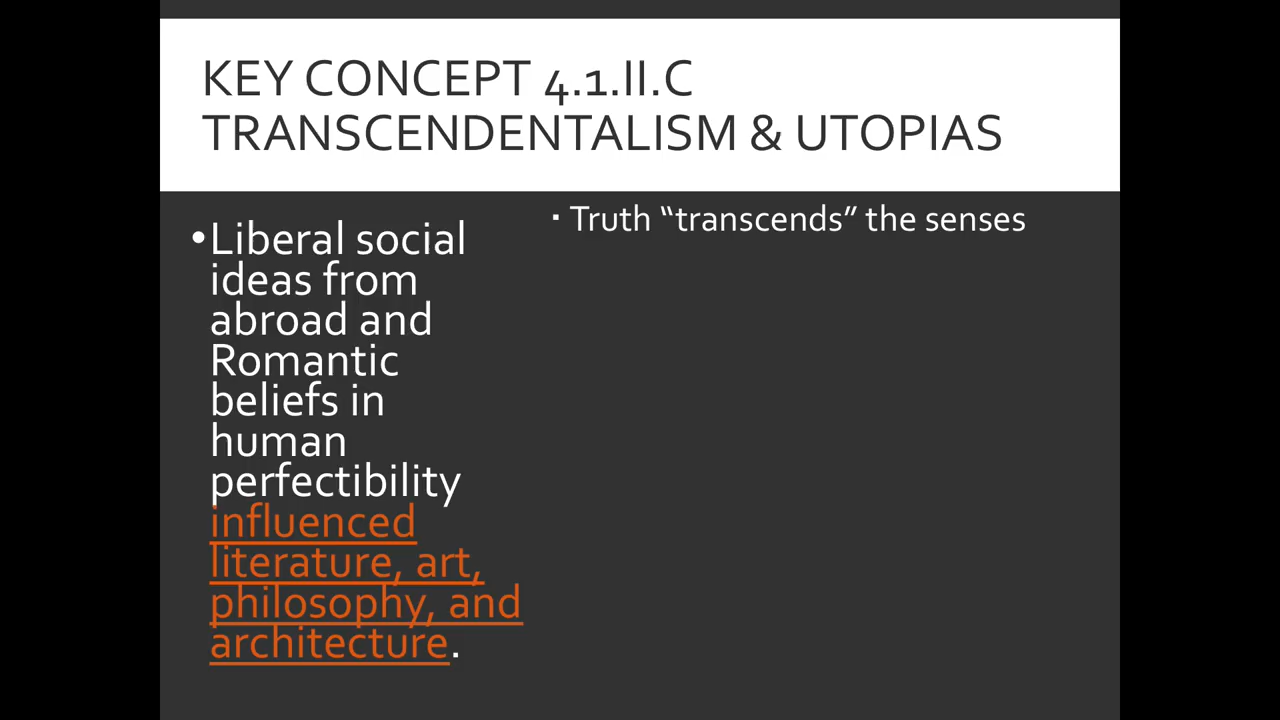 KEY CONCEPT 4.1.II.C
TRANSCENDENTALISM & UTOPIAS
•Liberal social
ideas from
abroad and
Romantic
beliefs in
human
perfectibility
influenced
literature, art,
philosophy, and
architecture.
▪ Truth “transcends” the senses